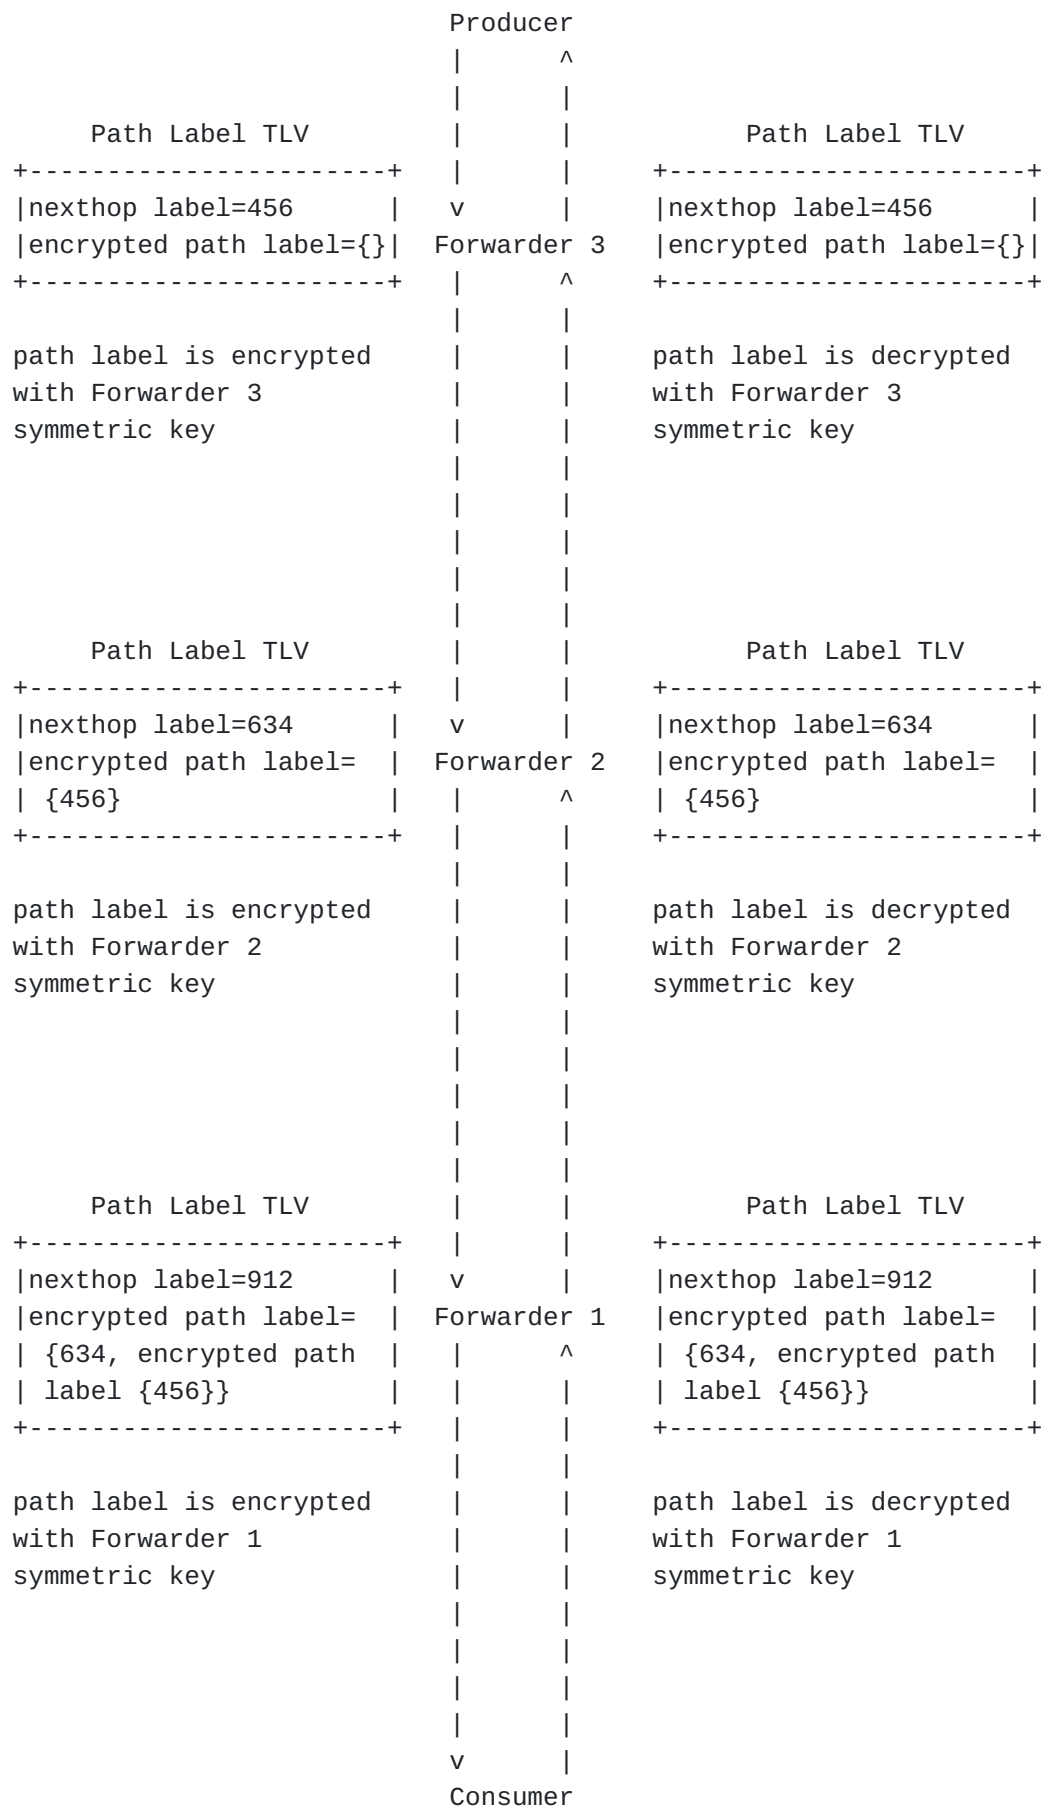 Producer
                            |      ^
                            |      |
     Path Label TLV         |      |           Path Label TLV
+-----------------------+   |      |     +-----------------------+
|nexthop label=456      |   v      |     |nexthop label=456      |
|encrypted path label={}|  Forwarder 3   |encrypted path label={}|
+-----------------------+   |      ^     +-----------------------+
                            |      |
path label is encrypted     |      |     path label is decrypted
with Forwarder 3            |      |     with Forwarder 3
symmetric key               |      |     symmetric key
                            |      |
                            |      |
                            |      |
                            |      |
                            |      |
     Path Label TLV         |      |           Path Label TLV
+-----------------------+   |      |     +-----------------------+
|nexthop label=634      |   v      |     |nexthop label=634      |
|encrypted path label=  |  Forwarder 2   |encrypted path label=  |
| {456}                 |   |      ^     | {456}                 |
+-----------------------+   |      |     +-----------------------+
                            |      |
path label is encrypted     |      |     path label is decrypted
with Forwarder 2            |      |     with Forwarder 2
symmetric key               |      |     symmetric key
                            |      |
                            |      |
                            |      |
                            |      |
                            |      |
     Path Label TLV         |      |           Path Label TLV
+-----------------------+   |      |     +-----------------------+
|nexthop label=912      |   v      |     |nexthop label=912      |
|encrypted path label=  |  Forwarder 1   |encrypted path label=  |
| {634, encrypted path  |   |      ^     | {634, encrypted path  |
| label {456}}          |   |      |     | label {456}}          |
+-----------------------+   |      |     +-----------------------+
                            |      |
path label is encrypted     |      |     path label is decrypted
with Forwarder 1            |      |     with Forwarder 1
symmetric key               |      |     symmetric key
                            |      |
                            |      |
                            |      |
                            |      |
                            v      |
                            Consumer